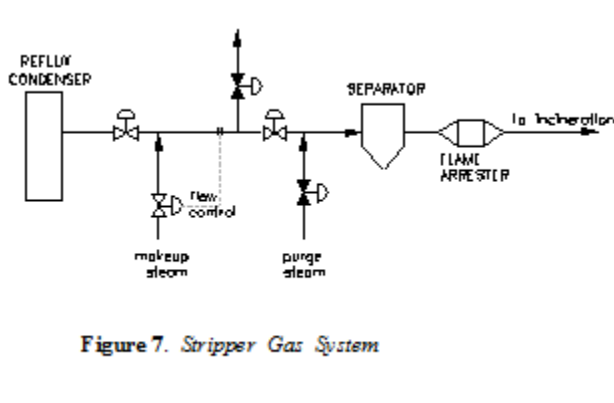 REFLUX
CONDENSER
SEPARATOR
to incineration
FLAME
ARRESTER
flow
control
makeup
steam
purge
steam
Figure 7. Stripper Gas System